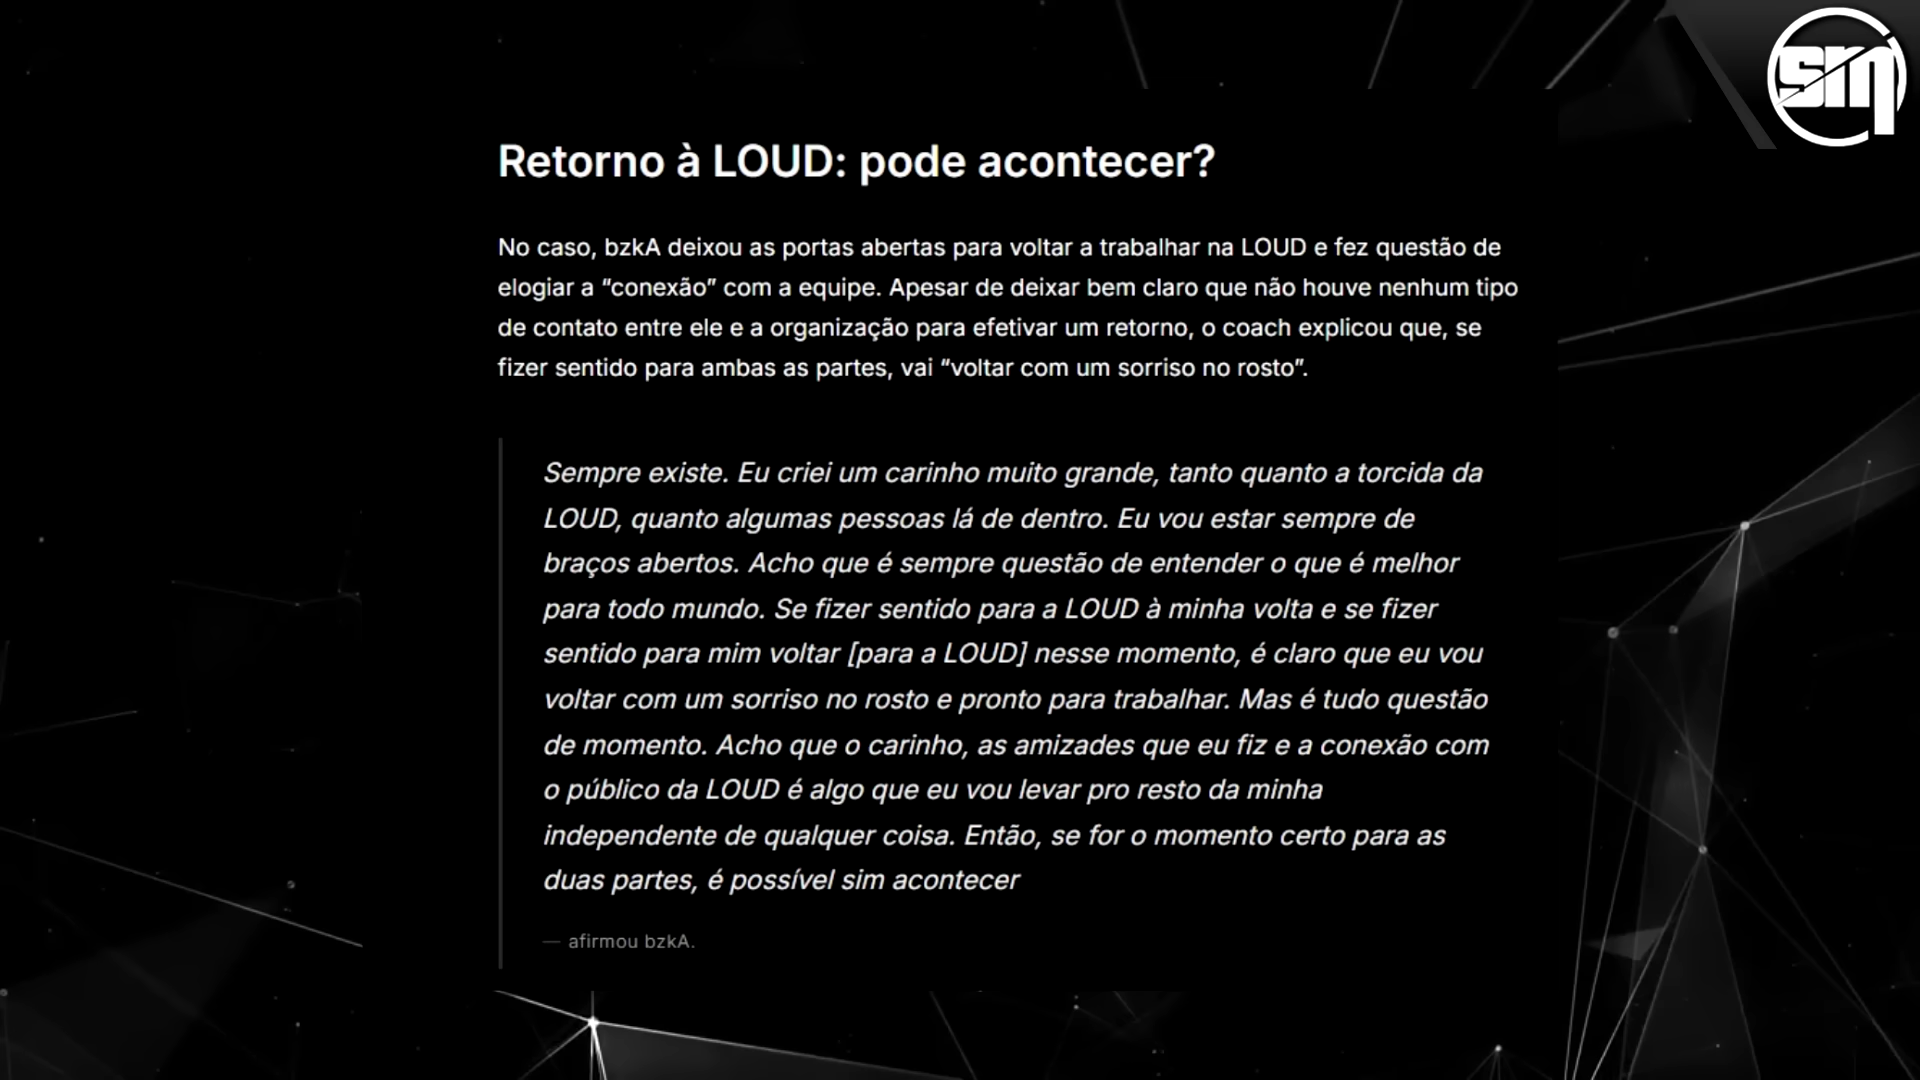 sm
Retorno à LOUD: pode acontecer?
No caso, bzkA deixou as portas abertas para voltar a trabalhar na LOUD e fez questão de
elogiar a “conexão” com a equipe. Apesar de deixar bem claro que não houve nenhum tipo
de contato entre ele e a organização para efetivar um retorno, o coach explicou que, se
fizer sentido para ambas as partes, vai “voltar com um sorriso no rosto”.
Sempre existe. Eu criei um carinho muito grande, tanto quanto a torcida da
LOUD, quanto algumas pessoas lá de dentro. Eu vou estar sempre de
braços abertos. Acho que é sempre questão de entender o que é melhor
para todo mundo. Se fizer sentido para a LOUD à minha volta e se fizer
sentido para mim voltar [para a LOUD] nesse momento, é claro que eu vou
voltar com um sorriso no rosto e pronto para trabalhar. Mas é tudo questão
de momento. Acho que o carinho, as amizades que eu fiz e a conexão com
o público da LOUD é algo que eu vou levar pro resto da minha
independente de qualquer coisa. Então, se for o momento certo para as
duas partes, é possível sim acontecer
— afirmou bzkA.